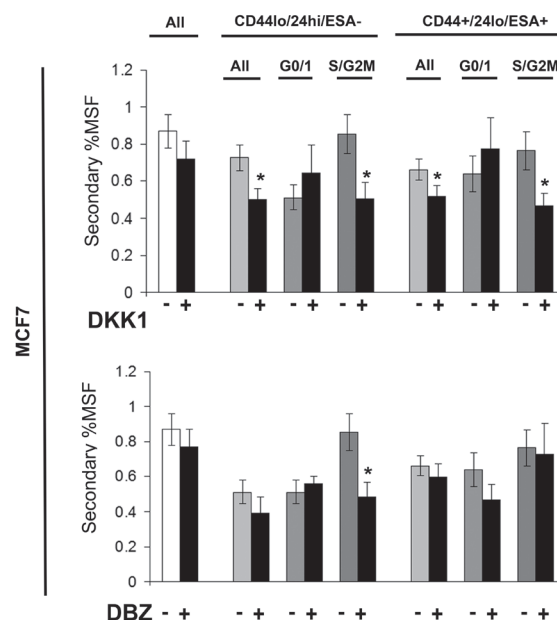 All CD44lo/24hi/ESA- CD44+/24lo/ESA+
All G0/1 S/G2M All G0/1 S/G2M
MCF7
Secondary %MSF
1.2
1
0.8
0.6
0.4
0.2
0
* * * *
- + - + - + - + - + - + - +
DKK1
Secondary %MSF
1.2
1
0.8
0.6
0.4
0.2
0
*
DBZ - + - + - + - + - + - + - +